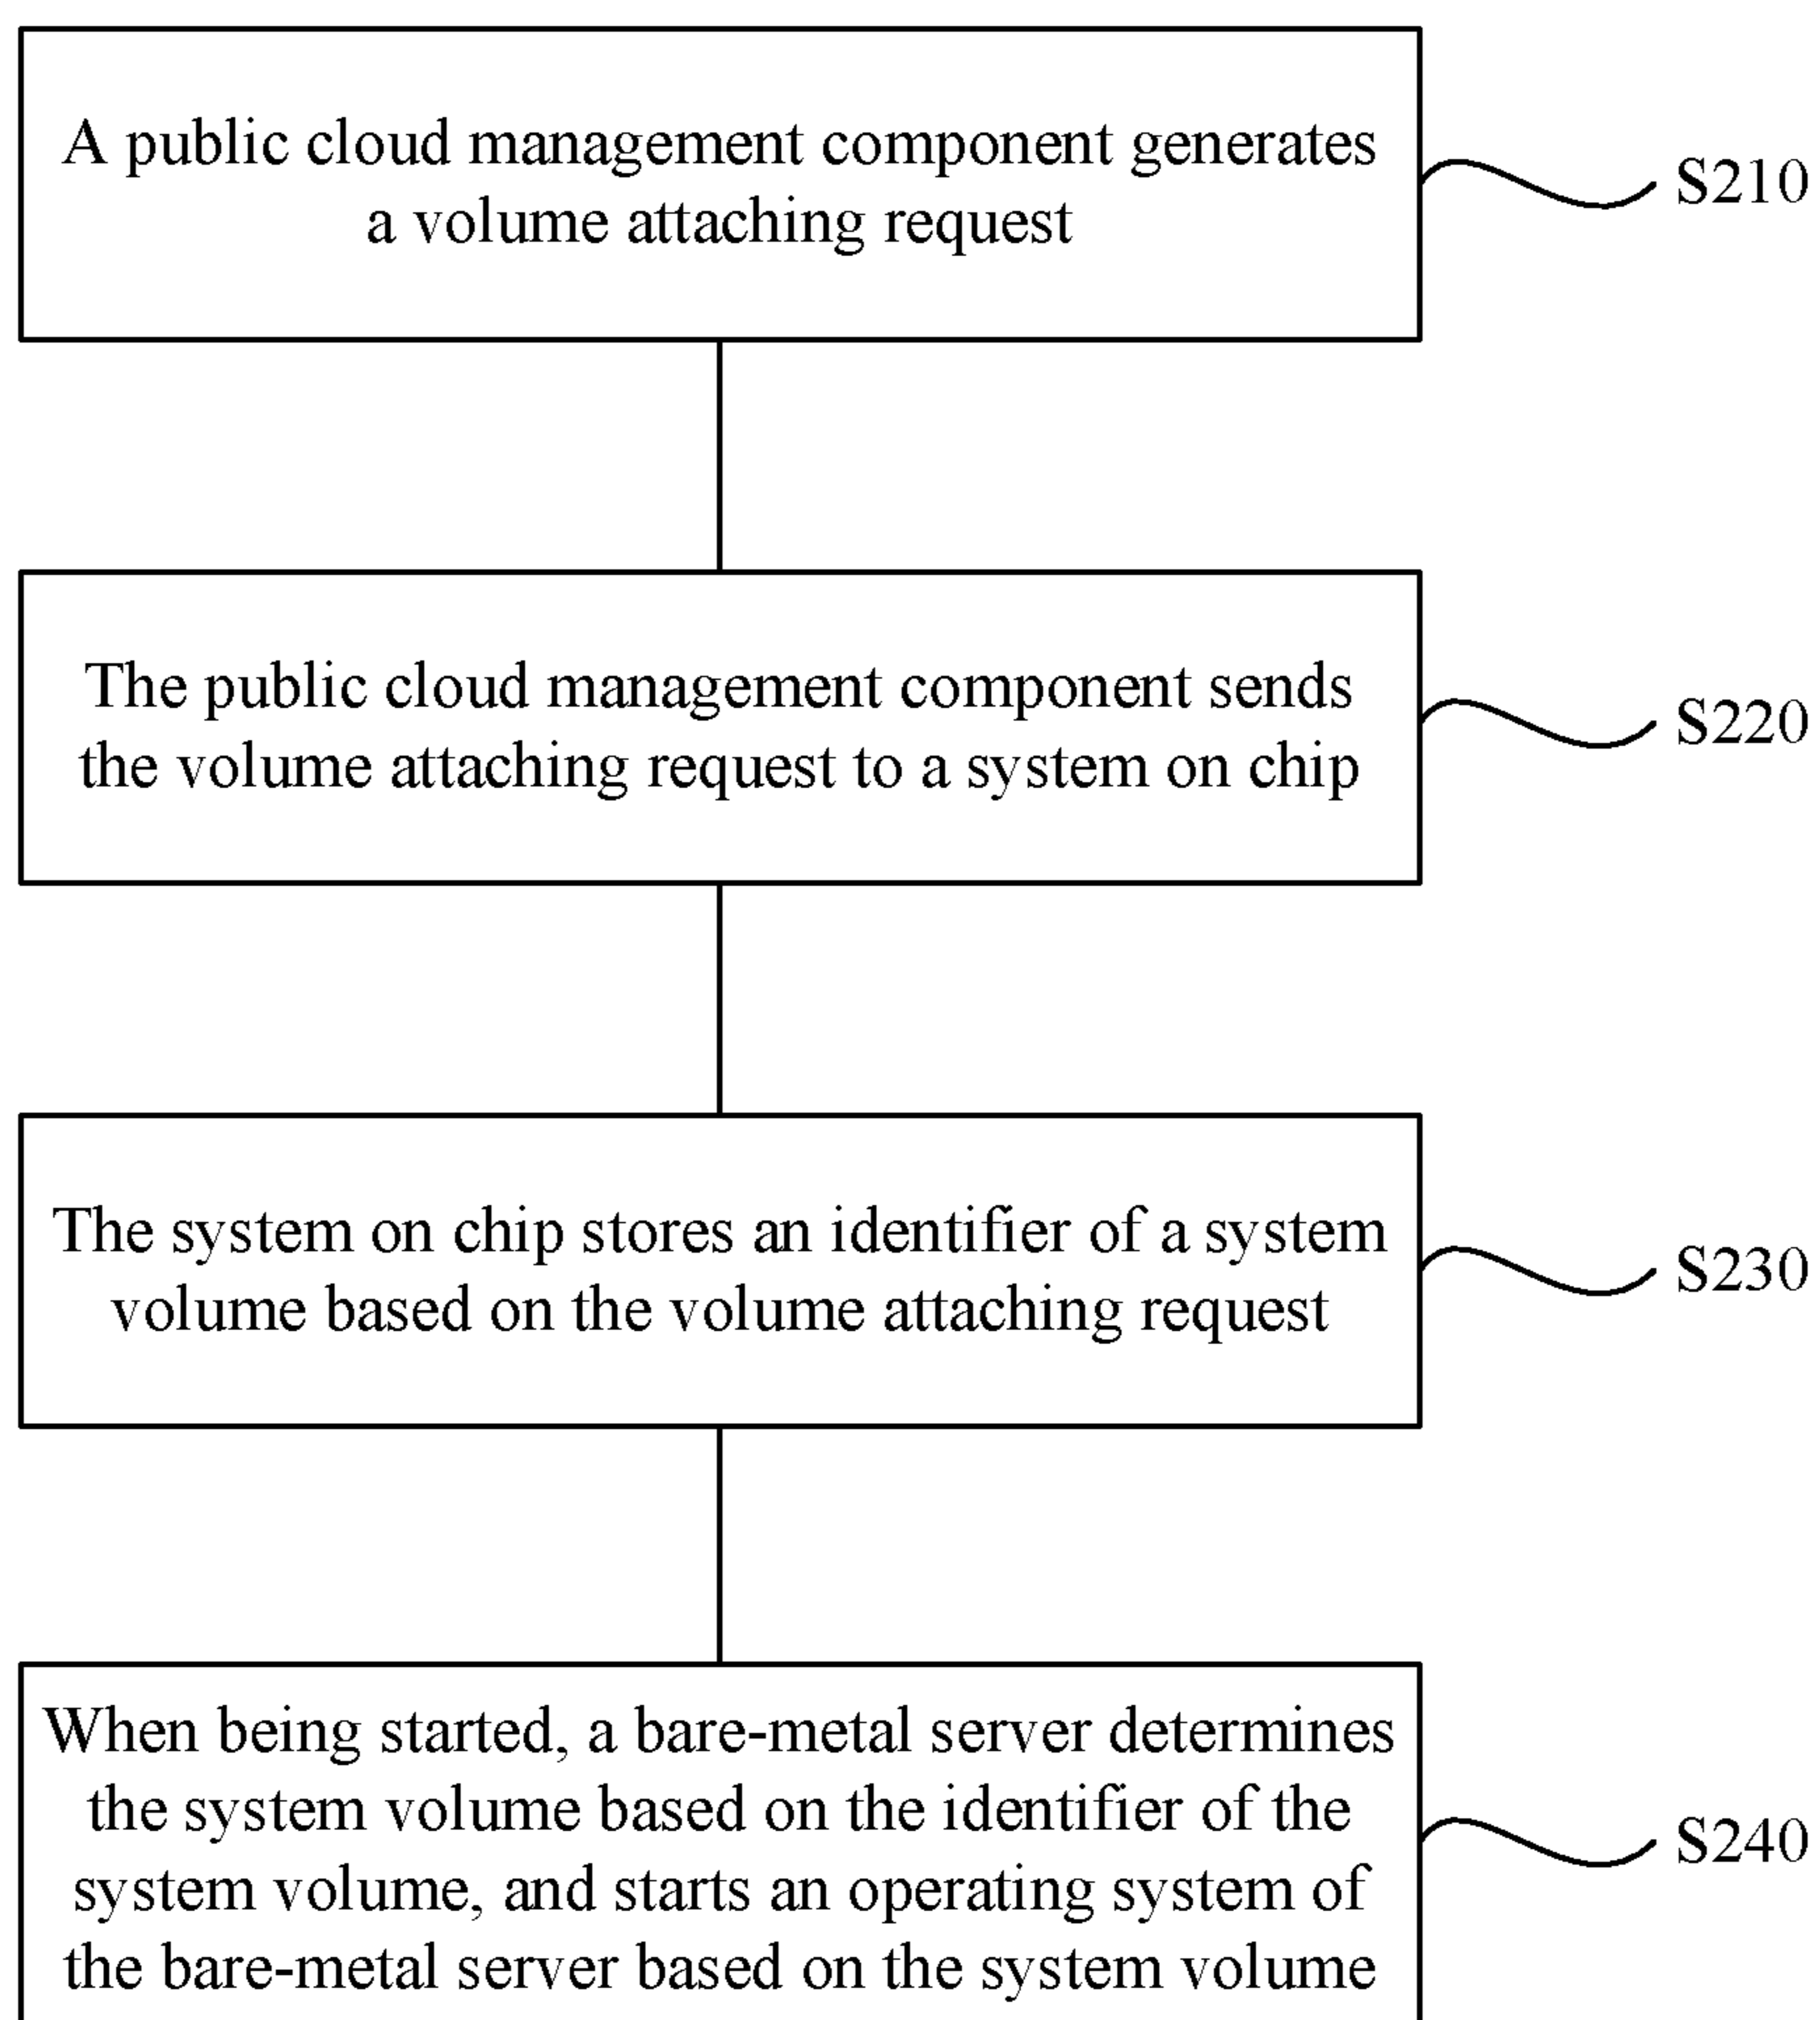 A public cloud management component generates
a volume attaching request
S210
The public cloud management component sends
the volume attaching request to a system on chip
S220
The system on chip stores an identifier of a system
volume based on the volume attaching request
S230
When being started, a bare-metal server determines
the system volume based on the identifier of the
system volume, and starts an operating system of
the bare-metal server based on the system volume
S240